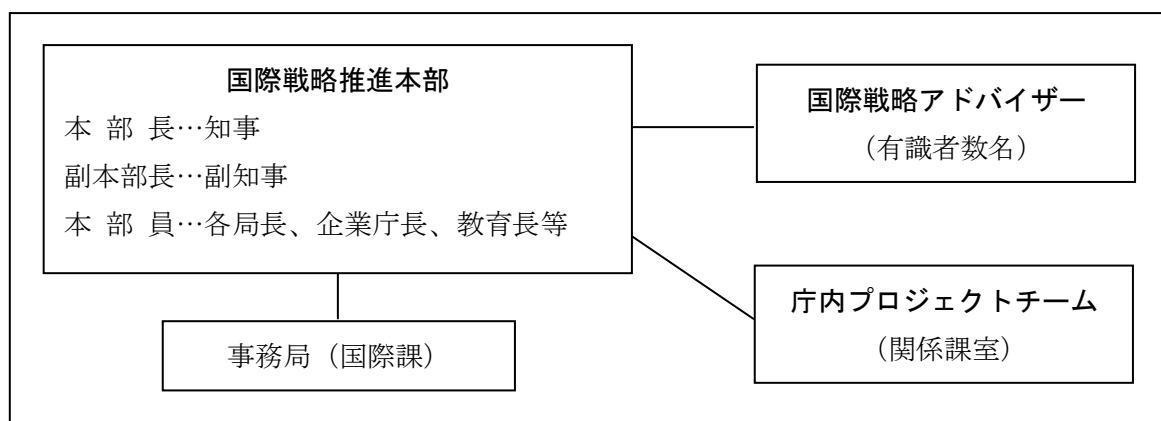 国際戦略推進本部
本 部 長…知事
副本部長…副知事
本 部 員…各局長、企業庁長、教育長等
国際戦略アドバイザー
（有識者数名）
庁内プロジェクトチーム
（関係課室）
事務局（国際課）